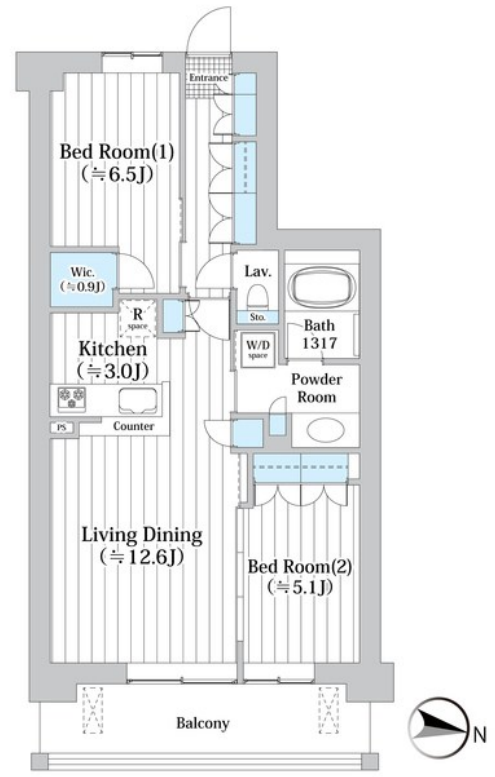 Entrance
Bed Room(1)
(≒6.5J)
Wic.
(≒0.9J)
Lav.
Sto.
R
space
Kitchen
(≒3.0J)
W/D
space
Bath
1317
Powder
Room
PS
Counter
Living Dining
(≒12.6J)
Bed Room(2)
(≒5.1J)
Balcony
N